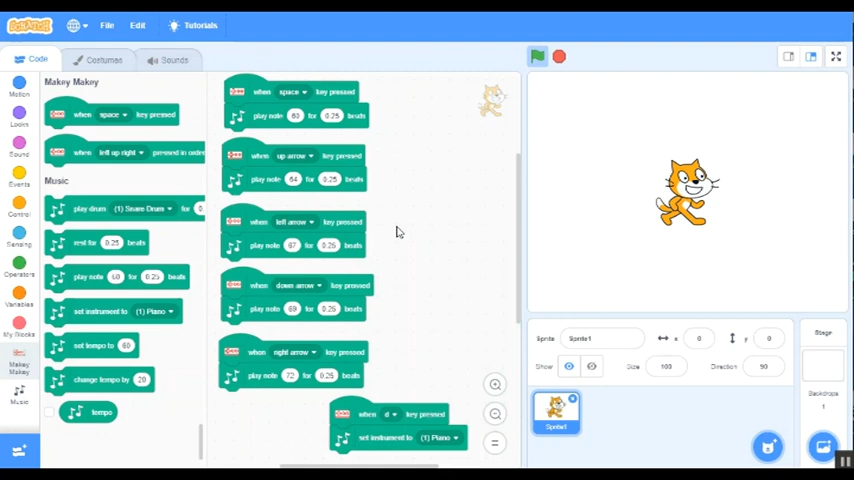 SCRATCH File Edit Tutorials
Code Costumes Sounds
Motion
Looks
Sound
Events
Control
Sensing
Operators
Variables
My Blocks
Makey Makey
Music
Makey Makey
when space key pressed
when left up right pressed in order
Music
play drum (1) Snare Drum for 0.
rest for 0.25 beats
play note 60 for 0.25 beats
set instrument to (1) Piano
set tempo to 60
change tempo by 20
tempo
when space key pressed
play note 60 for 0.25 beats
when up arrow key pressed
play note 64 for 0.25 beats
when left arrow key pressed
play note 67 for 0.25 beats
when down arrow key pressed
play note 69 for 0.25 beats
when right arrow key pressed
play note 72 for 0.25 beats
when d key pressed
set instrument to (1) Piano
Sprite Sprite1 x 0 y 0
Show Size 100 Direction 90
Sprite1
Stage
Backdrops
1